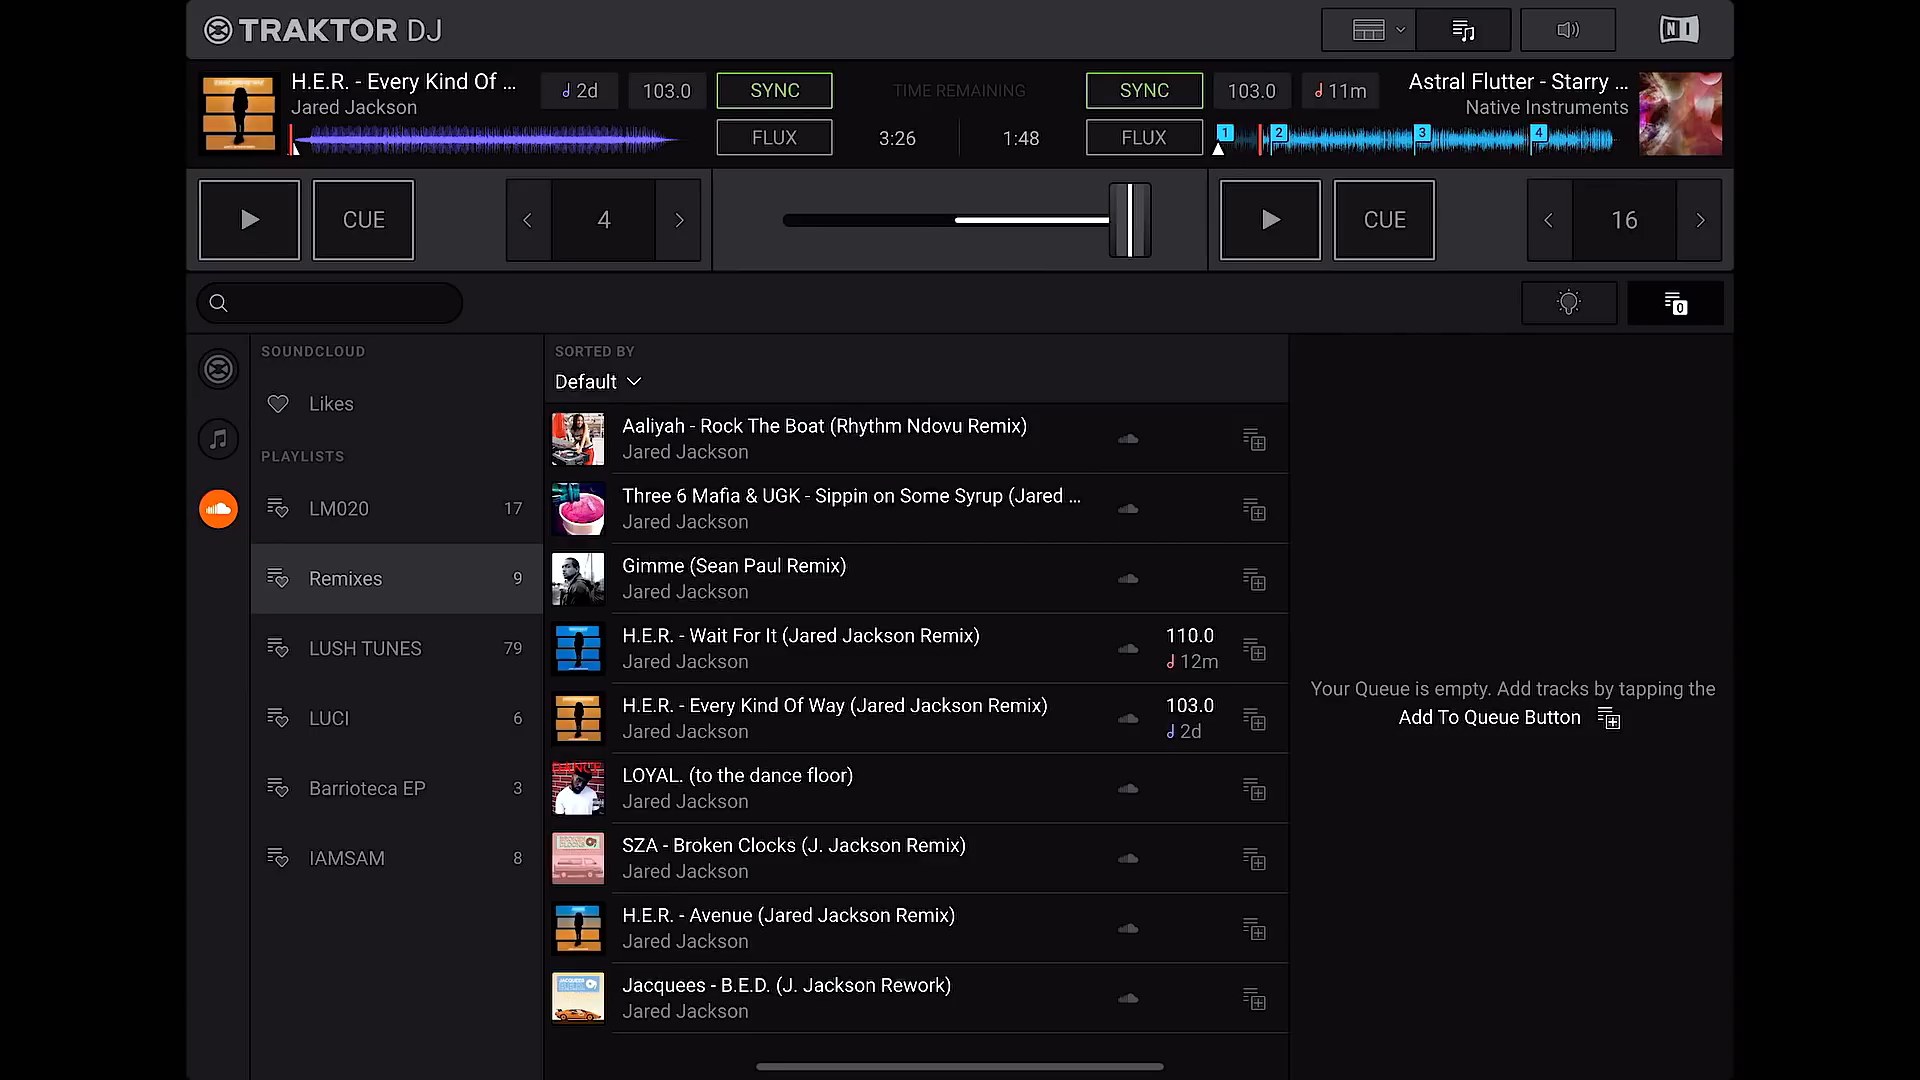 TRAKTOR DJ
NI
H.E.R. - Every Kind Of ...
Jared Jackson
2d
103.0
SYNC
FLUX
TIME REMAINING
3:26
1:48
SYNC
FLUX
103.0
11m
Astral Flutter - Starry ...
Native Instruments
1
2
3
4
CUE
4
CUE
16
0
SOUNDCLOUD
Likes
PLAYLISTS
LM020 17
Remixes 9
LUSH TUNES 79
LUCI 6
Barrioteca EP 3
IAMSAM 8
SORTED BY
Default
Aaliyah - Rock The Boat (Rhythm Ndovu Remix)
Jared Jackson
Three 6 Mafia & UGK - Sippin on Some Syrup (Jared ...
Jared Jackson
Gimme (Sean Paul Remix)
Jared Jackson
H.E.R. - Wait For It (Jared Jackson Remix) 110.0
Jared Jackson 12m
H.E.R. - Every Kind Of Way (Jared Jackson Remix) 103.0
Jared Jackson 2d
LOYAL. (to the dance floor)
Jared Jackson
SZA - Broken Clocks (J. Jackson Remix)
Jared Jackson
H.E.R. - Avenue (Jared Jackson Remix)
Jared Jackson
Jacquees - B.E.D. (J. Jackson Rework)
Jared Jackson
Your Queue is empty. Add tracks by tapping the
Add To Queue Button